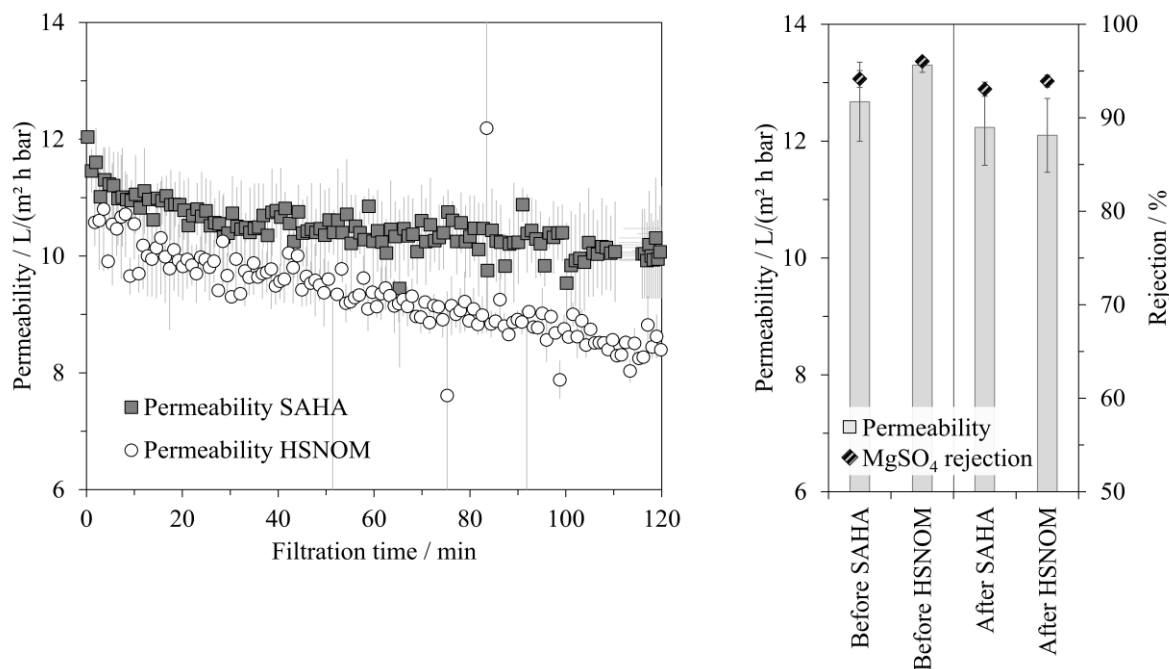 14
12
10
8
6
Permeability / L/(m² h bar)
Permeability SAHA
Permeability HSNOM
0
20
40
60
80
100
120
Filtration time / min
14
12
10
8
6
Permeability / L/(m² h bar)
Permeability
MgSO₄ rejection
100
90
80
70
60
50
Rejection / %
Before SAHA
Before HSNOM
After SAHA
After HSNOM